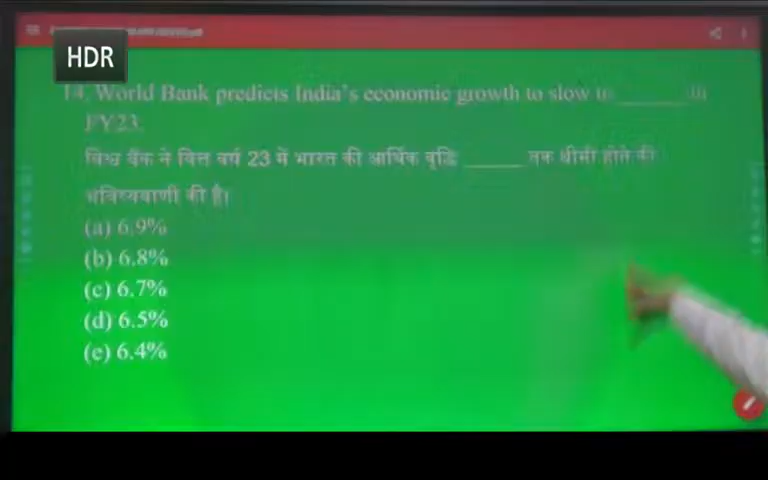 HDR
14. World Bank predicts India's economic growth to slow to ______ in
FY23.
विश्व बैंक ने वित्त वर्ष 23 में भारत की आर्थिक वृद्धि ______ तक धीमी होने की
भविष्यवाणी की है।
(a) 6.9%
(b) 6.8%
(c) 6.7%
(d) 6.5%
(e) 6.4%